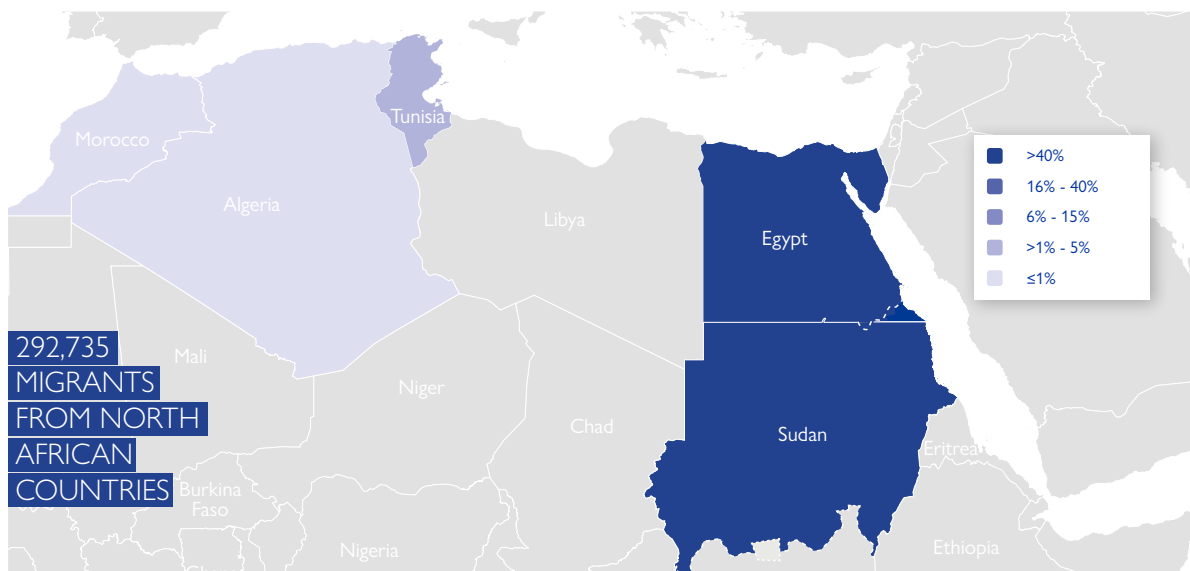 Morocco
Tunisia
Algeria
Libya
Egypt
>40%
16% - 40%
6% - 15%
>1% - 5%
≤1%
292,735
MIGRANTS
FROM NORTH
AFRICAN
COUNTRIES
Mali
Niger
Chad
Sudan
Eritrea
Burkina
Faso
Nigeria
Ethiopia